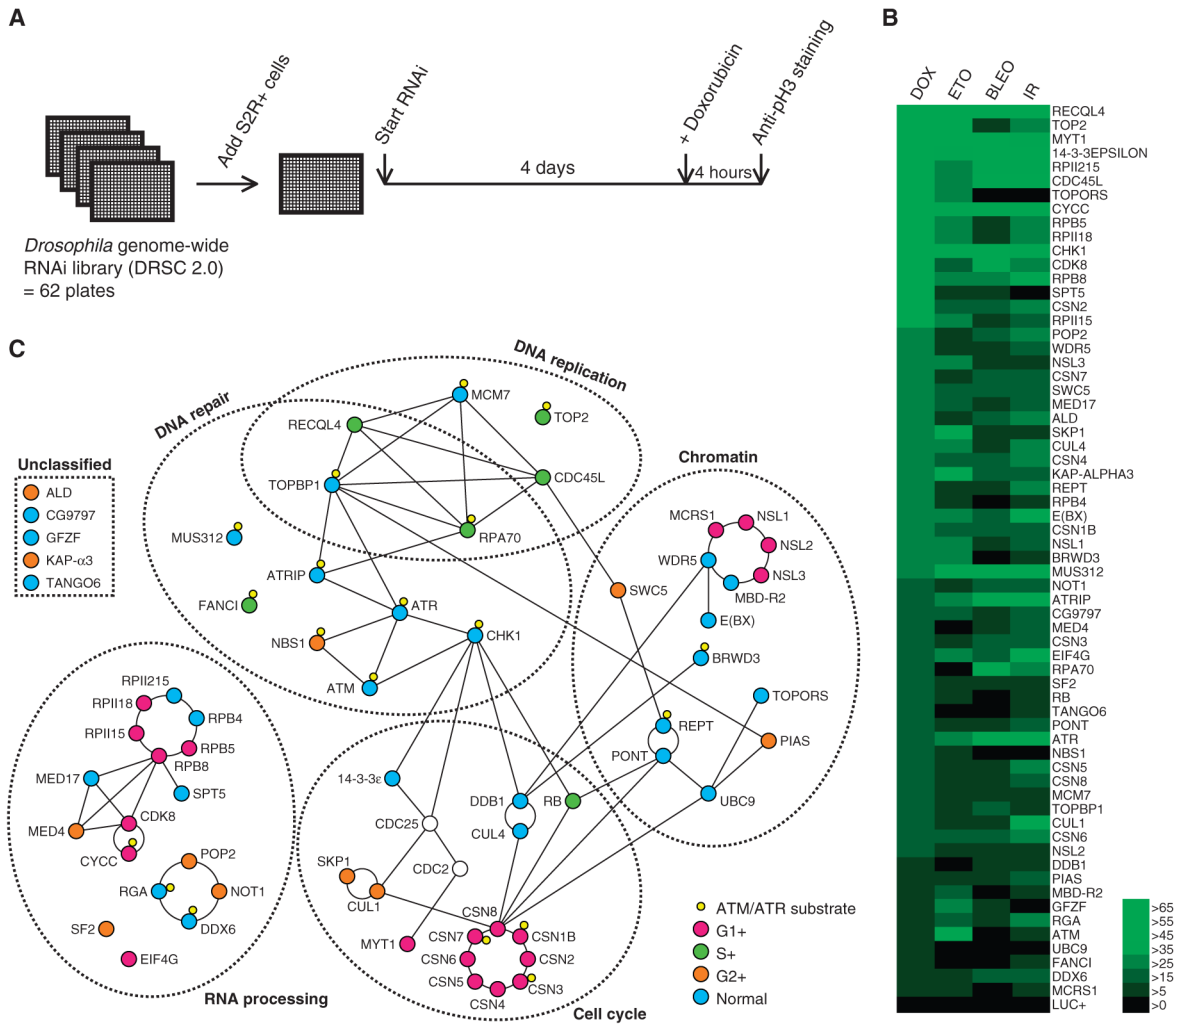 A
Add S2R+ cells
Start RNAi
+ Doxorubicin
Anti-pH3 staining
4 days
4 hours
Drosophila genome-wide
RNAi library (DRSC 2.0)
= 62 plates
B
DOX
ETO
BLEO
IR
RECQL4
TOP2
MYT1
14-3-3EPSILON
RPII215
CDC45L
TOPORS
CYCC
RPB5
RPII18
CHK1
CDK8
RPB8
SPT5
CSN2
RPII15
POP2
WDR5
NSL3
CSN7
SWC5
MED17
ALD
SKP1
CUL4
CSN4
KAP-ALPHA3
REPT
RPB4
E(BX)
CSN1B
NSL1
BRWD3
MUS312
NOT1
ATRIP
CG9797
MED4
CSN3
EIF4G
RPA70
SF2
RB
TANGO6
PONT
ATR
NBS1
CSN5
CSN8
MCM7
TOPBP1
CUL1
CSN6
NSL2
DDB1
PIAS
MBD-R2
GFZF
RGA
ATM
UBC9
FANCI
DDX6
MCRS1
LUC+
>65
>55
>45
>35
>25
>15
>5
>0
C
DNA replication
DNA repair
MCM7
RECQL4
TOP2
TOPBP1
CDC45L
RPA70
MUS312
ATRIP
FANCI
ATR
NBS1
CHK1
ATM
Unclassified
ALD
CG9797
GFZF
KAP-α3
TANGO6
Chromatin
MCRS1
NSL1
NSL2
WDR5
NSL3
MBD-R2
SWC5
E(BX)
BRWD3
TOPORS
REPT
PIAS
PONT
UBC9
RPII215
RPII18
RPB4
RPII15
RPB5
RPB8
MED17
SPT5
CDK8
MED4
CYCC
POP2
RGA
NOT1
DDX6
SF2
EIF4G
RNA processing
14-3-3ε
DDB1
RB
CDC25
CUL4
SKP1
CDC2
CUL1
CSN8
CSN7
CSN1B
MYT1
CSN6
CSN2
CSN5
CSN3
CSN4
Cell cycle
ATM/ATR substrate
G1+
S+
G2+
Normal